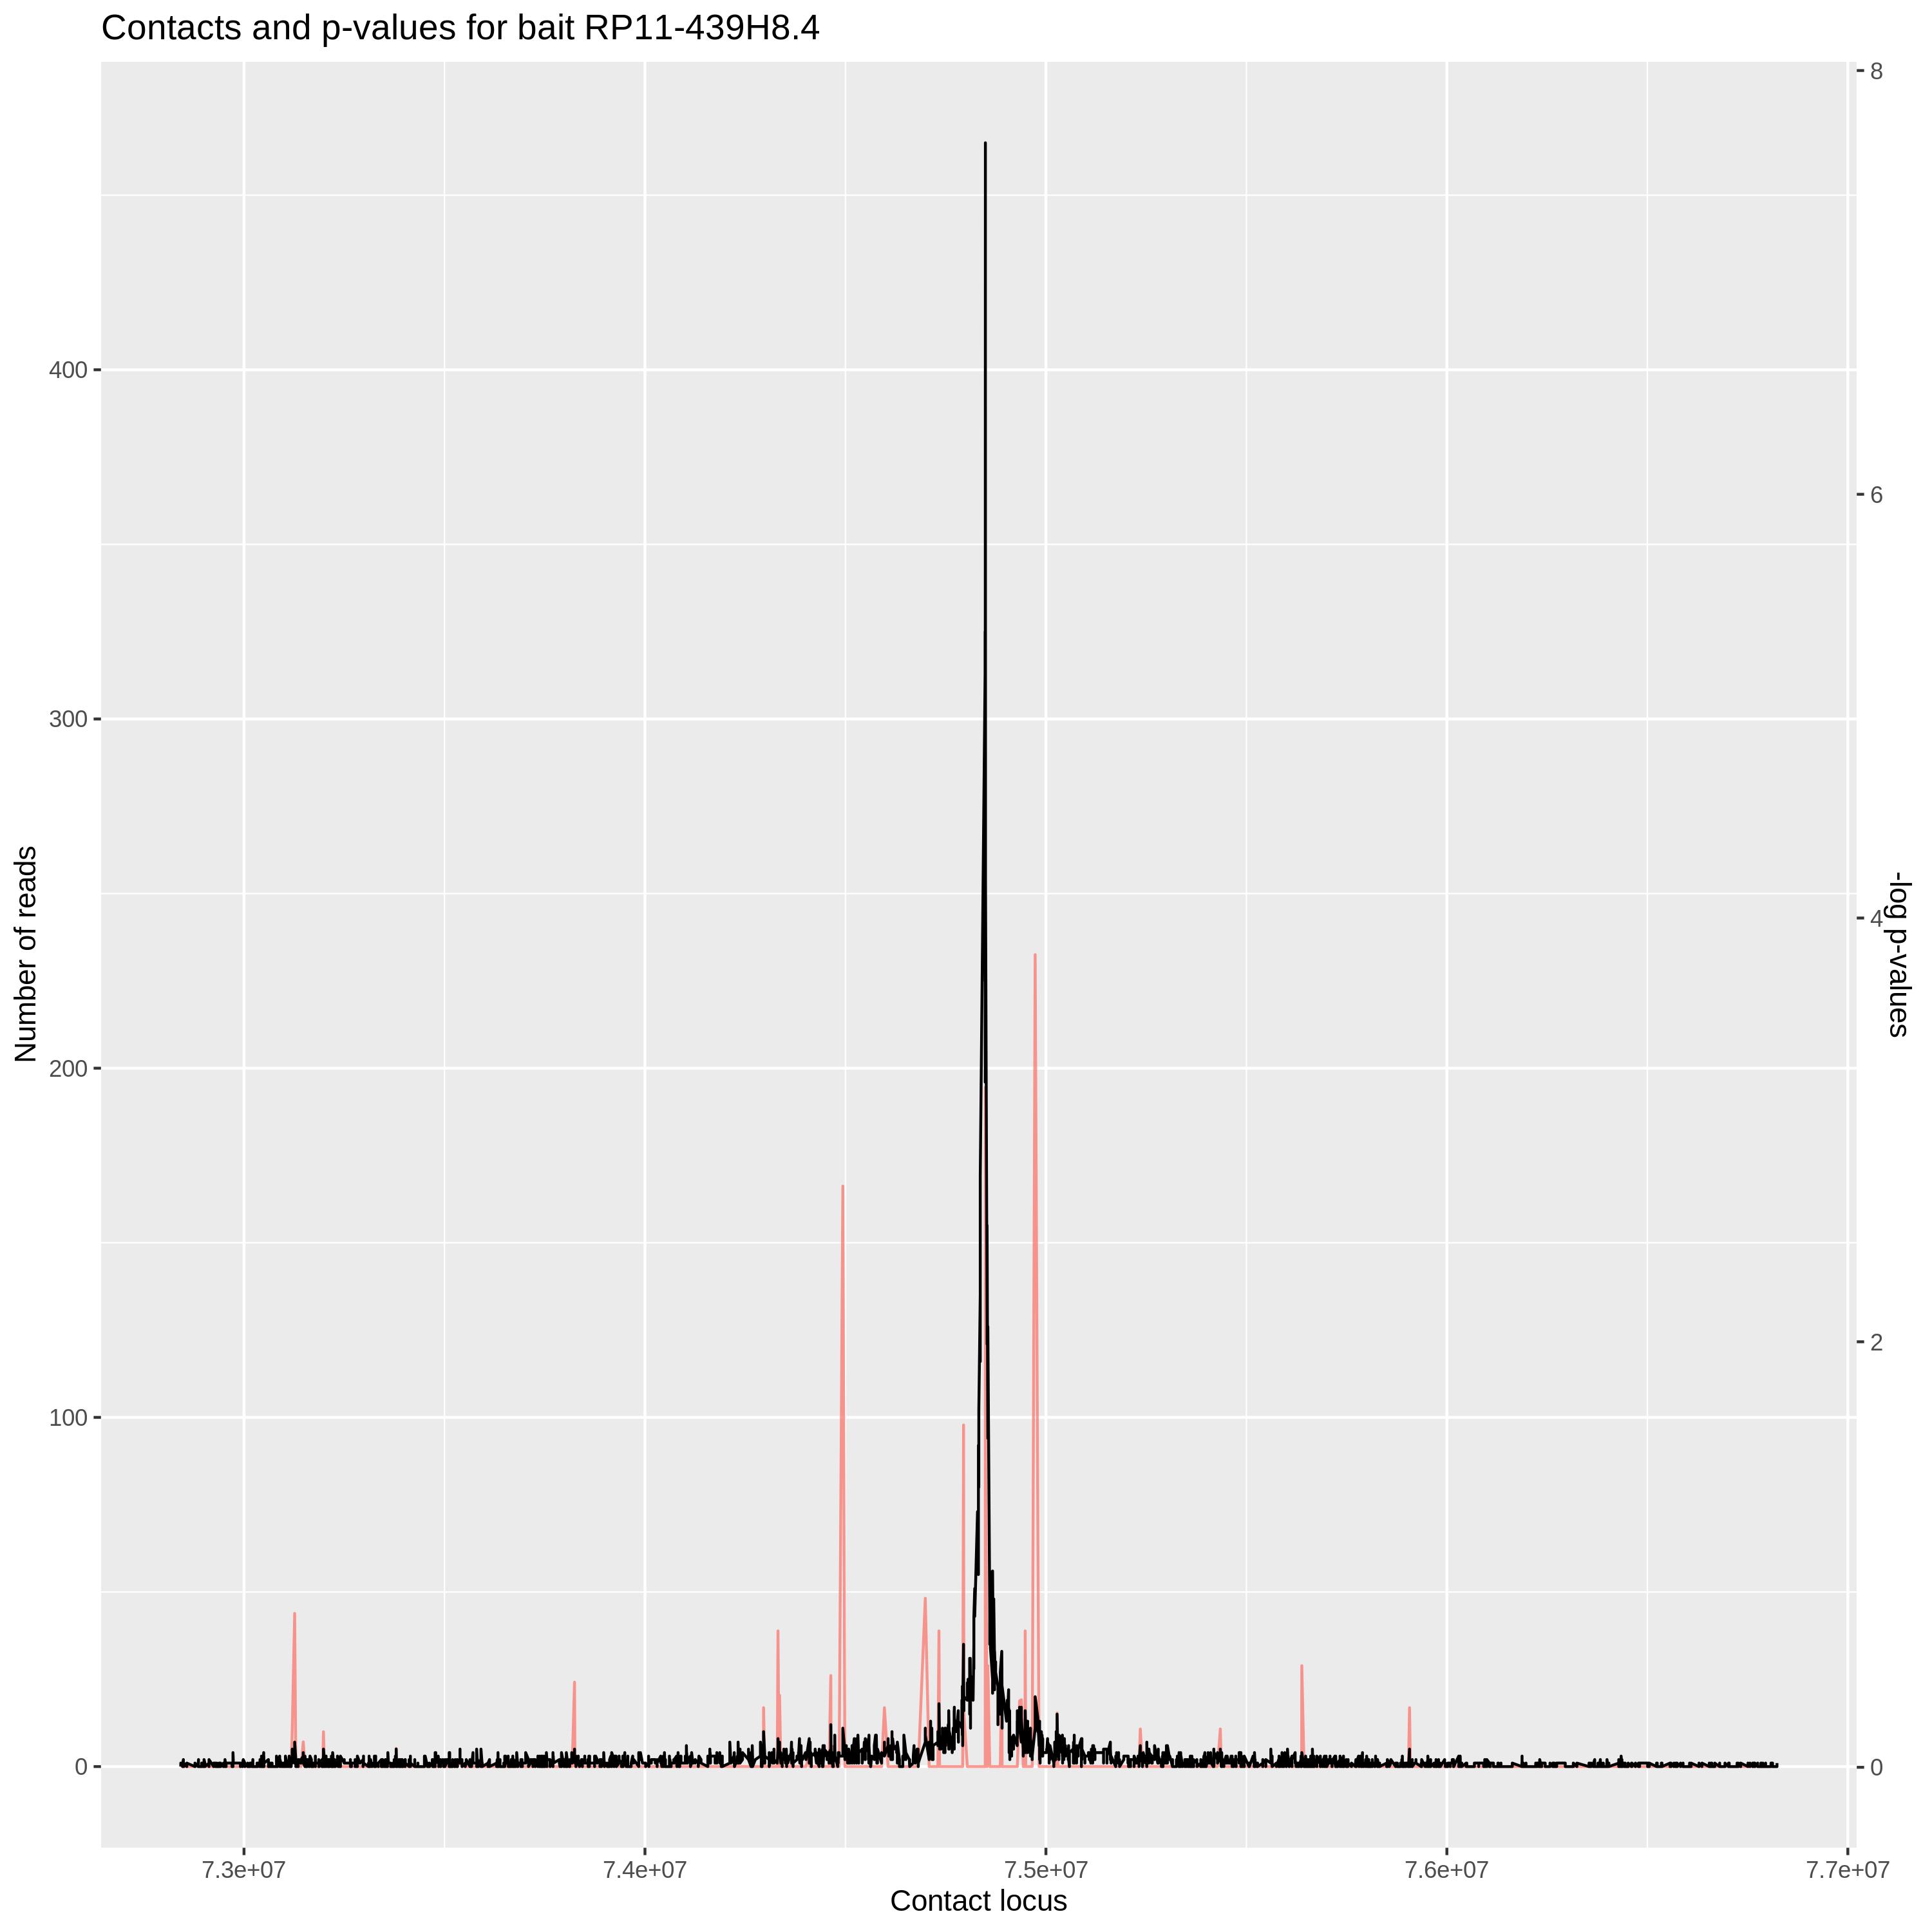 Contacts and p-values for bait RP11-439H8.4
Number of reads
400
300
200
100
0
8
6
4
2
0
-log p-values
7.3e+07
7.4e+07
7.5e+07
7.6e+07
7.7e+07
Contact locus